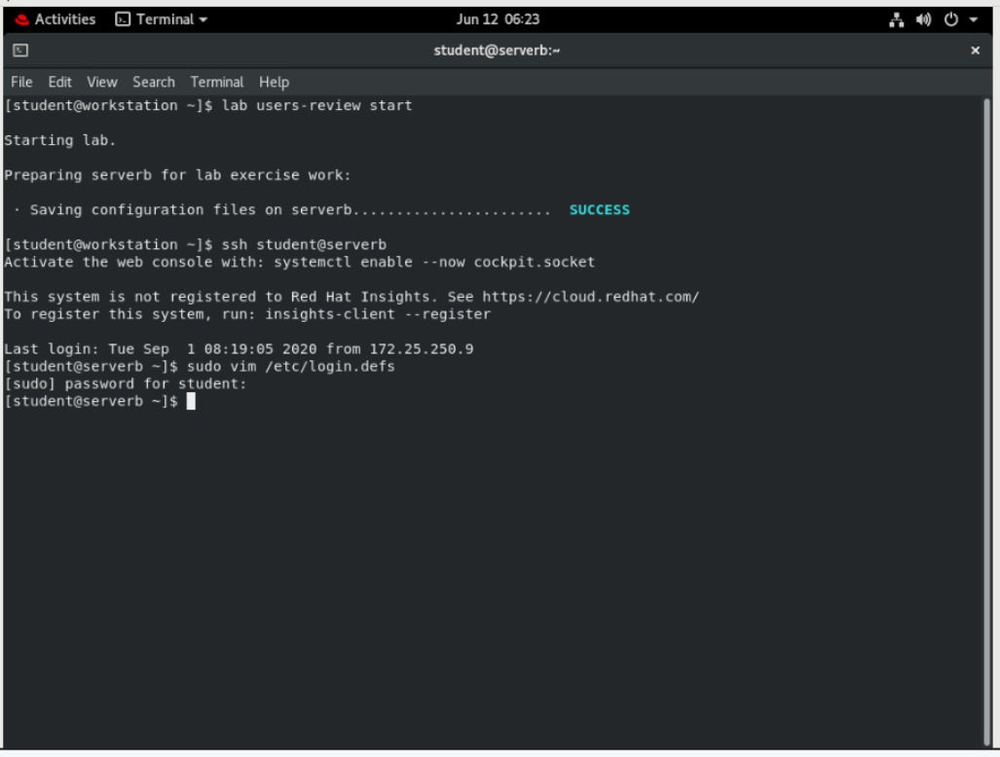 Activities Terminal Jun 12 06:23
student@serverb:~
File Edit View Search Terminal Help
[student@workstation ~]$ lab users-review start
Starting lab.
Preparing serverb for lab exercise work:
· Saving configuration files on serverb....................... SUCCESS
[student@workstation ~]$ ssh student@serverb
Activate the web console with: systemctl enable --now cockpit.socket
This system is not registered to Red Hat Insights. See https://cloud.redhat.com/
To register this system, run: insights-client --register
Last login: Tue Sep  1 08:19:05 2020 from 172.25.250.9
[student@serverb ~]$ sudo vim /etc/login.defs
[sudo] password for student:
[student@serverb ~]$